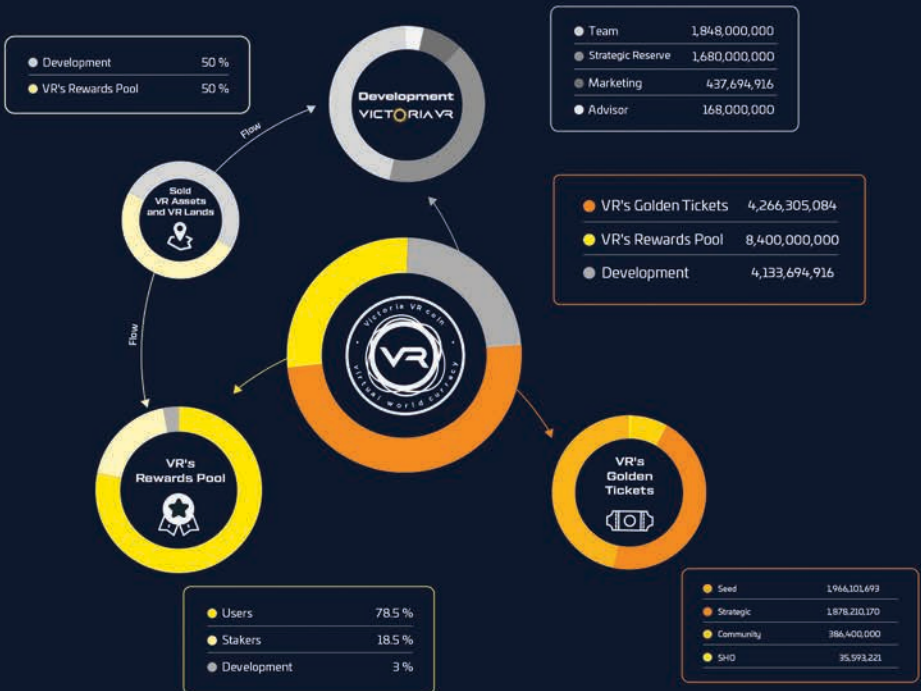 Development 50 %
VR's Rewards Pool 50 %
Team 1,848,000,000
Strategic Reserve 1,680,000,000
Marketing 437,694,916
Advisor 168,000,000
Development
VICTORIA VR
Flow
Sold
VR Assets
and VR Lands
VR's Golden Tickets 4,266,305,084
VR's Rewards Pool 8,400,000,000
Development 4,133,694,916
Victoria VR coin
VR
virtual world currency
Flow
VR's
Rewards Pool
VR's
Golden
Tickets
Users 78.5 %
Stakers 18.5 %
Development 3 %
Seed 1,966,101,693
Strategic 1,878,210,170
Community 386,400,000
SHO 35,593,221